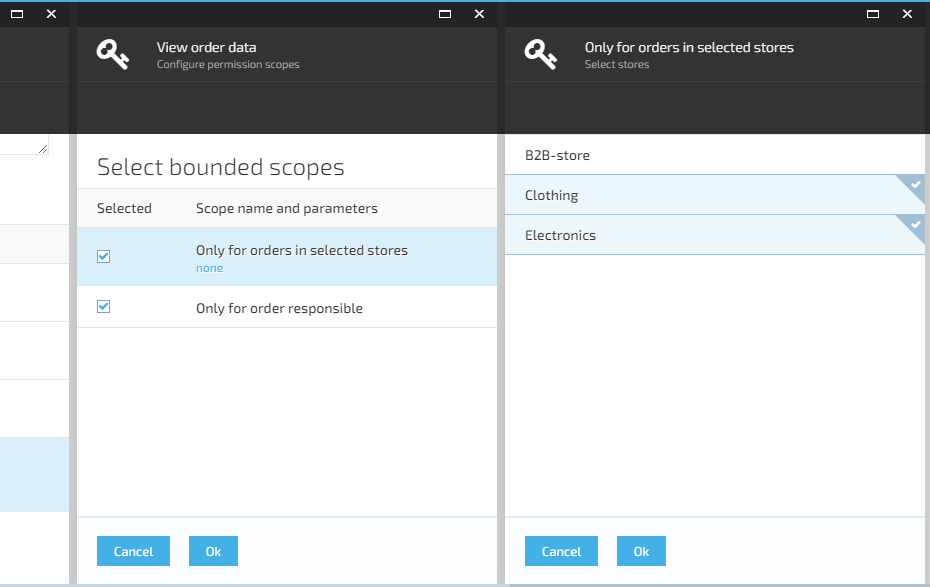 View order data
Configure permission scopes
Select bounded scopes
Selected
Scope name and parameters
Only for orders in selected stores
none
Only for order responsible
Cancel
Ok
Only for orders in selected stores
Select stores
B2B-store
Clothing
Electronics
Cancel
Ok